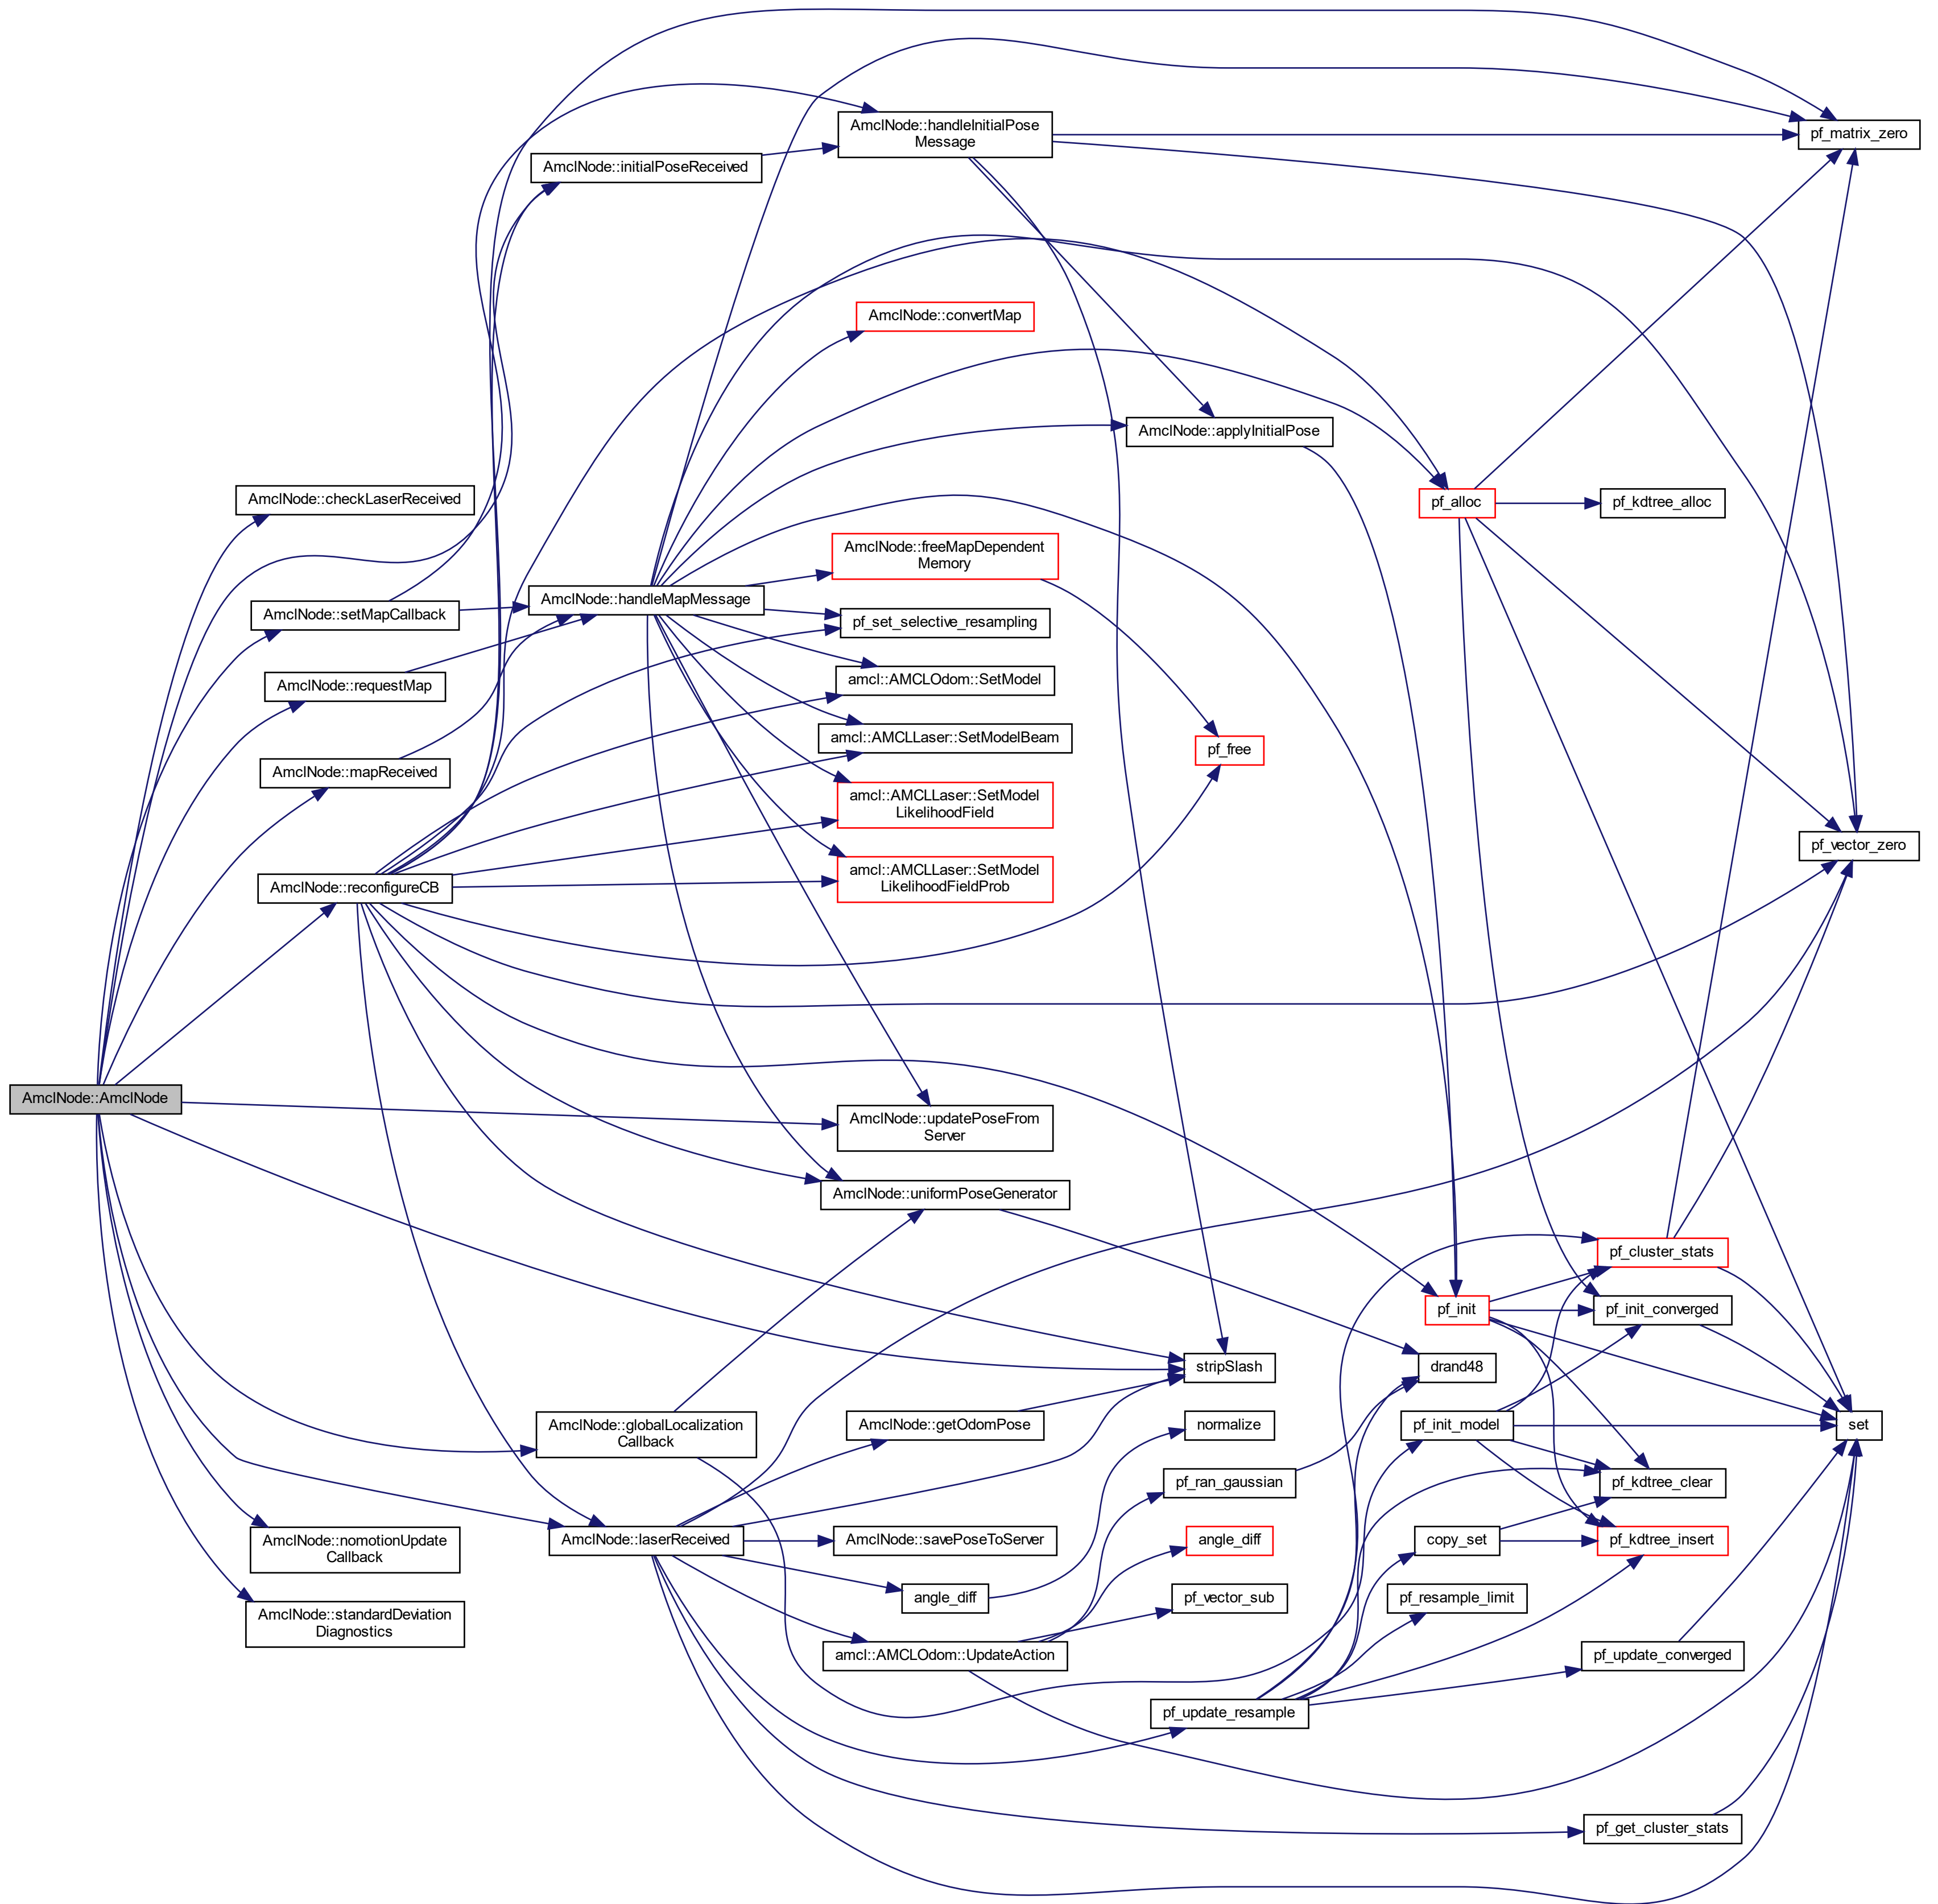 AmclNode::handleInitialPose
Message
pf_matrix_zero
AmclNode::initialPoseReceived
AmclNode::convertMap
AmclNode::applyInitialPose
AmclNode::checkLaserReceived
pf_alloc
pf_kdtree_alloc
AmclNode::freeMapDependent
Memory
AmclNode::setMapCallback
AmclNode::handleMapMessage
pf_set_selective_resampling
AmclNode::requestMap
amcl::AMCLOdom::SetModel
amcl::AMCLLaser::SetModelBeam
pf_free
AmclNode::mapReceived
amcl::AMCLLaser::SetModel
LikelihoodField
pf_vector_zero
AmclNode::reconfigureCB
amcl::AMCLLaser::SetModel
LikelihoodFieldProb
AmclNode::AmclNode
AmclNode::updatePoseFrom
Server
AmclNode::uniformPoseGenerator
pf_cluster_stats
pf_init
pf_init_converged
stripSlash
drand48
AmclNode::globalLocalization
Callback
AmclNode::getOdomPose
normalize
pf_init_model
set
pf_ran_gaussian
pf_kdtree_clear
AmclNode::nomotionUpdate
Callback
AmclNode::laserReceived
AmclNode::savePoseToServer
angle_diff
copy_set
pf_kdtree_insert
angle_diff
pf_vector_sub
pf_resample_limit
AmclNode::standardDeviation
Diagnostics
amcl::AMCLOdom::UpdateAction
pf_update_converged
pf_update_resample
pf_get_cluster_stats